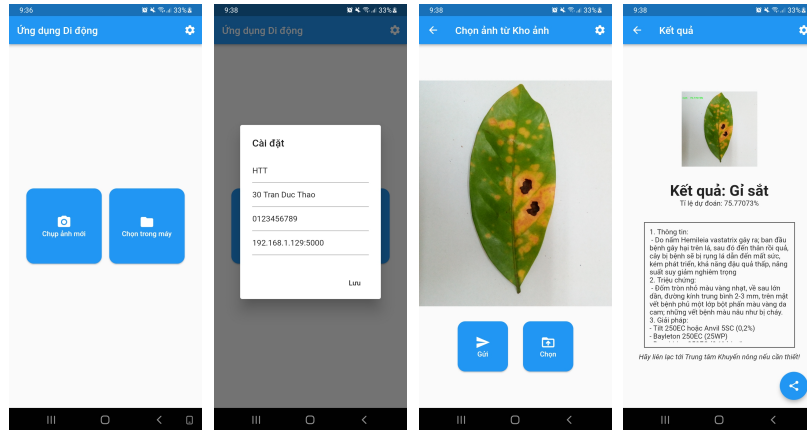 9:36
33%
Ứng dụng Di động
Chụp ảnh mới
Chọn trong máy
9:38
33%
Ứng dụng Di động
Cài đặt
HTT
30 Tran Duc Thao
0123456789
192.168.1.129:5000
Lưu
9:38
33%
Chọn ảnh từ Kho ảnh
Gửi
Chọn
9:38
33%
Kết quả
Kết quả: Gỉ sắt
Tỉ lệ dự đoán: 75.77073%
1. Thông tin:
- Do nấm Hemileia vastatrix gây ra; ban đầu
bệnh gây hại trên lá, sau đó đến thân rồi quả,
cây bị bệnh sẽ bị rụng lá dẫn đến mất sức,
kém phát triển, khả năng đậu quả thấp, năng
suất suy giảm nghiêm trọng
2. Triệu chứng:
- Đốm tròn nhỏ màu vàng nhạt, về sau lớn
dần, đường kính trung bình 2-3 mm, trên mặt
vết bệnh phủ một lớp bột phấn màu vàng da
cam; những vết bệnh màu nâu như bị cháy.
3. Giải pháp:
- Tilt 250EC hoặc Anvil 5SC (0,2%)
- Bayleton 250EC (25WP)
Hãy liên lạc tới Trung tâm Khuyến nông nếu cần thiết!